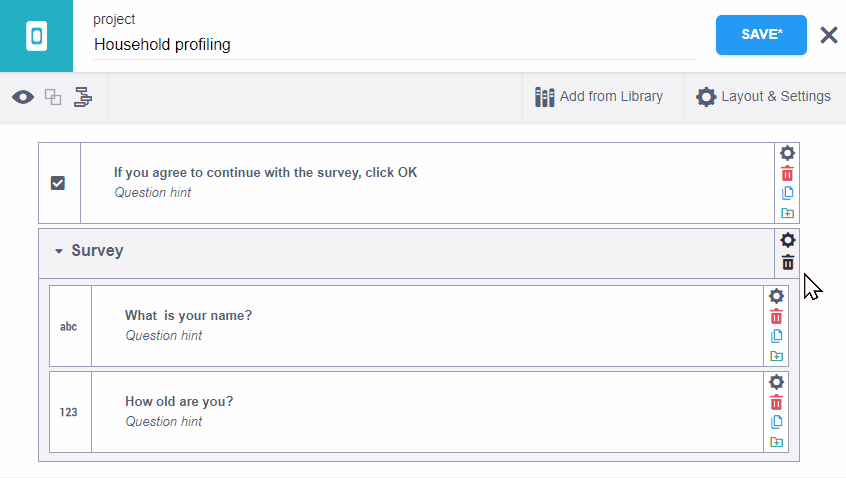 project
Household profiling
SAVE*
Add from Library
Layout & Settings
If you agree to continue with the survey, click OK
Question hint
Survey
abc
What is your name?
Question hint
123
How old are you?
Question hint